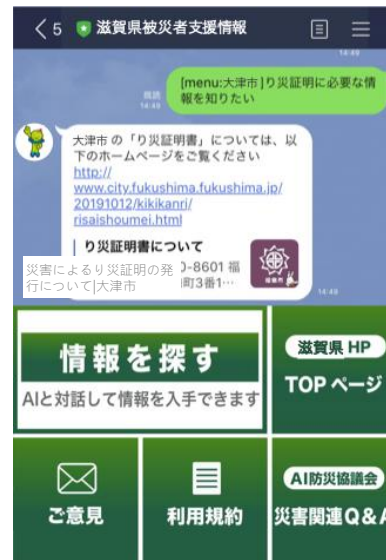 5 滋賀県被災者支援情報
14:49
[menu:大津市]り災証明に必要な情
報を知りたい
既読
14:49
大津市 の「り災証明書」については、以
下のホームページをご覧ください
http://
www.city.fukushima.fukushima.jp/
20191012/kikikanri/
risaishoumei.html
り災証明書について
災害によるり災証明の発
行について|大津市
0-8601 福
町3番1…
14:49
情報を探す
AIと対話して情報を入手できます
滋賀県 HP
TOP ページ
ご意見
利用規約
AI防災協議会
災害関連Q&A